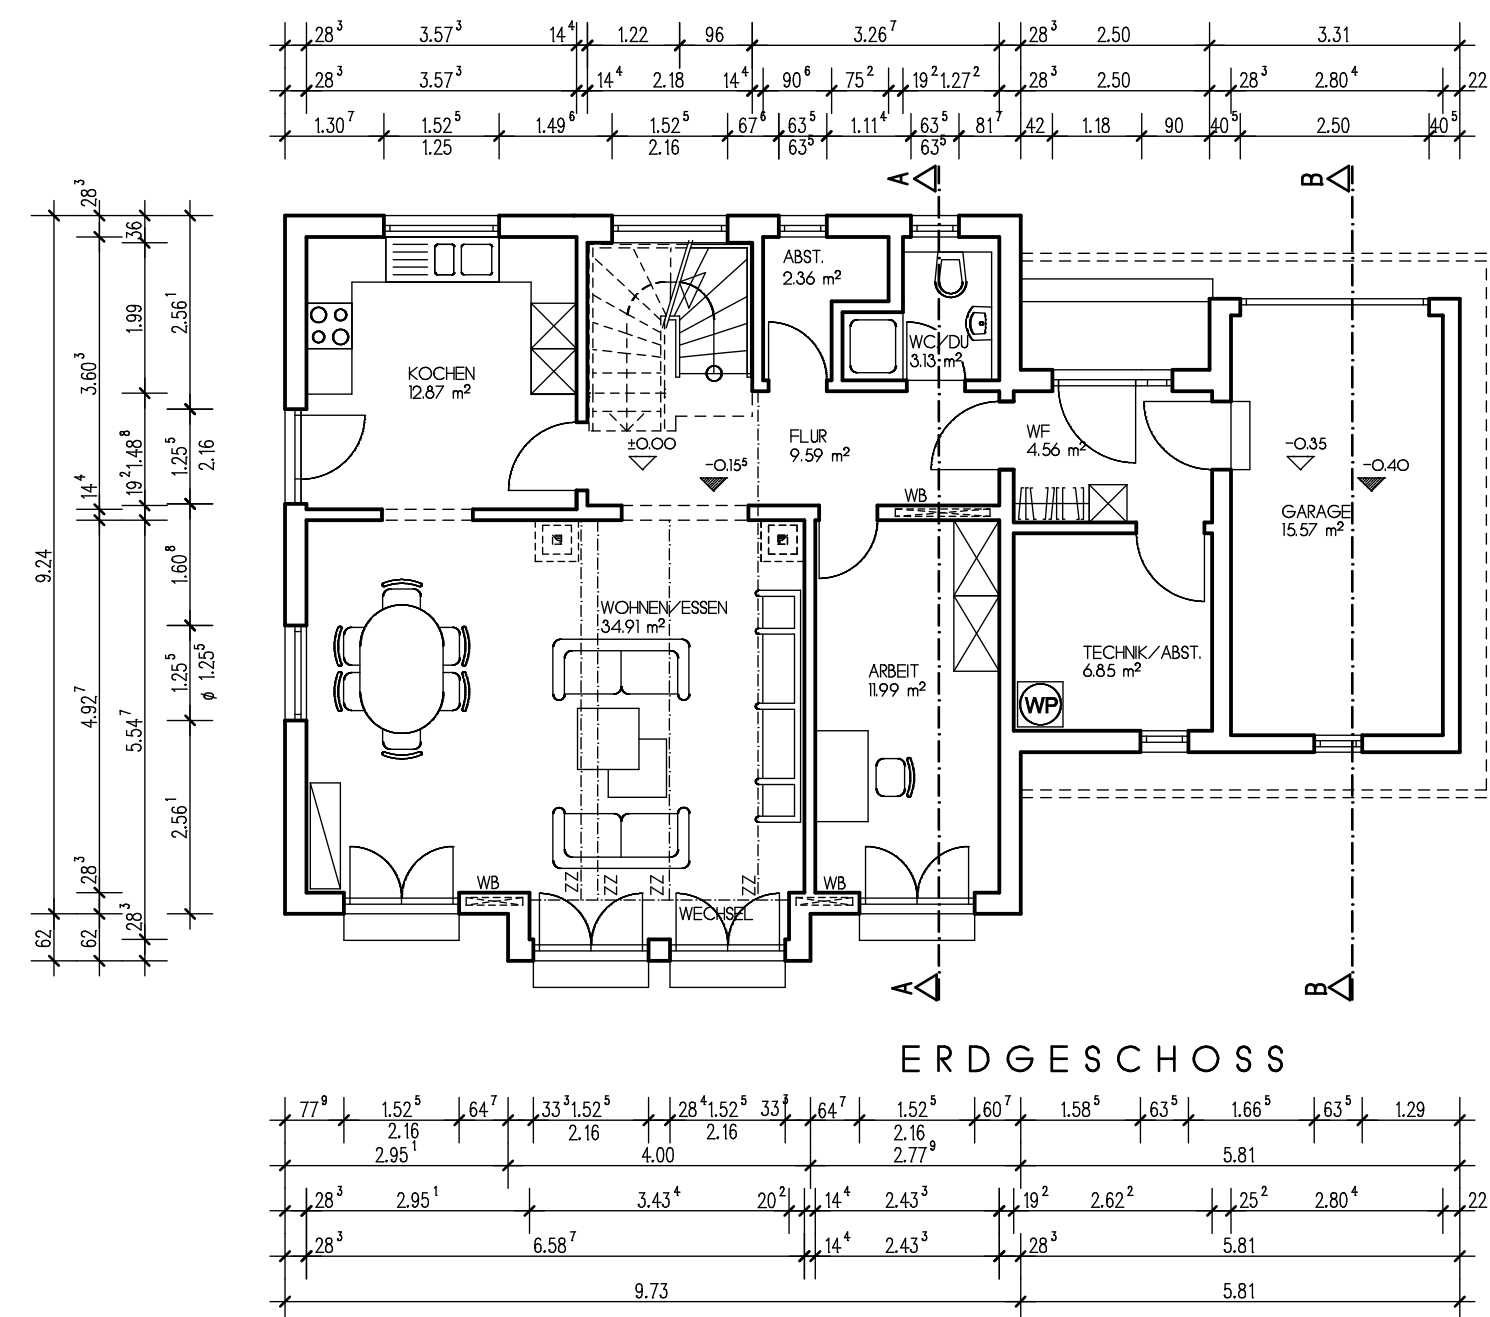 28³ 3.57³ 14⁴ 1.22 96 3.26⁷ 28³ 2.50 3.31
28³ 3.57³ 14⁴ 2.18 14⁴ 90⁶ 75² 19² 1.27² 28³ 2.50 28³ 2.80⁴ 22
1.30⁷ 1.52⁵ 1.49⁶ 1.52⁵ 67⁶ 63⁵ 1.11⁴ 63⁵ 81⁷ 42 1.18 90 40⁵ 2.50 40⁵
1.25 2.16 63⁵ 63⁵
A B
9.24 62
28³ 3.60³ 14⁴ 4.92⁷ 28³ 62
36 1.99 19² 1.48⁸ 5.54⁷ 28³
2.56¹ 1.25⁵ 1.60⁸ 1.25⁵ 2.56¹
2.16 ϕ 1.25⁵
ABST.
2.36 m²
WC/DU
3.13 m²
KOCHEN
12.87 m²
±0.00
-0.15⁵
FLUR
9.59 m²
WF
4.56 m²
-0.35
-0.40
WB
GARAGE
15.57 m²
WOHNEN/ESSEN
34.91 m²
ARBEIT
11.99 m²
TECHNIK/ABST.
6.85 m²
WP
WB
ZZ ZZ ZZ ZZ
WB
WECHSEL
A B
ERDGESCHOSS
77⁹ 1.52⁵ 64⁷ 33³ 1.52⁵ 28⁴ 1.52⁵ 33³ 64⁷ 1.52⁵ 60⁷ 1.58⁵ 63⁵ 1.66⁵ 63⁵ 1.29
2.16 2.16 2.16 2.16
2.95¹ 4.00 2.77⁹ 5.81
28³ 2.95¹ 3.43⁴ 20² 14⁴ 2.43³ 19² 2.62² 25² 2.80⁴ 22
28³ 6.58⁷ 14⁴ 2.43³ 28³ 5.81
9.73 5.81